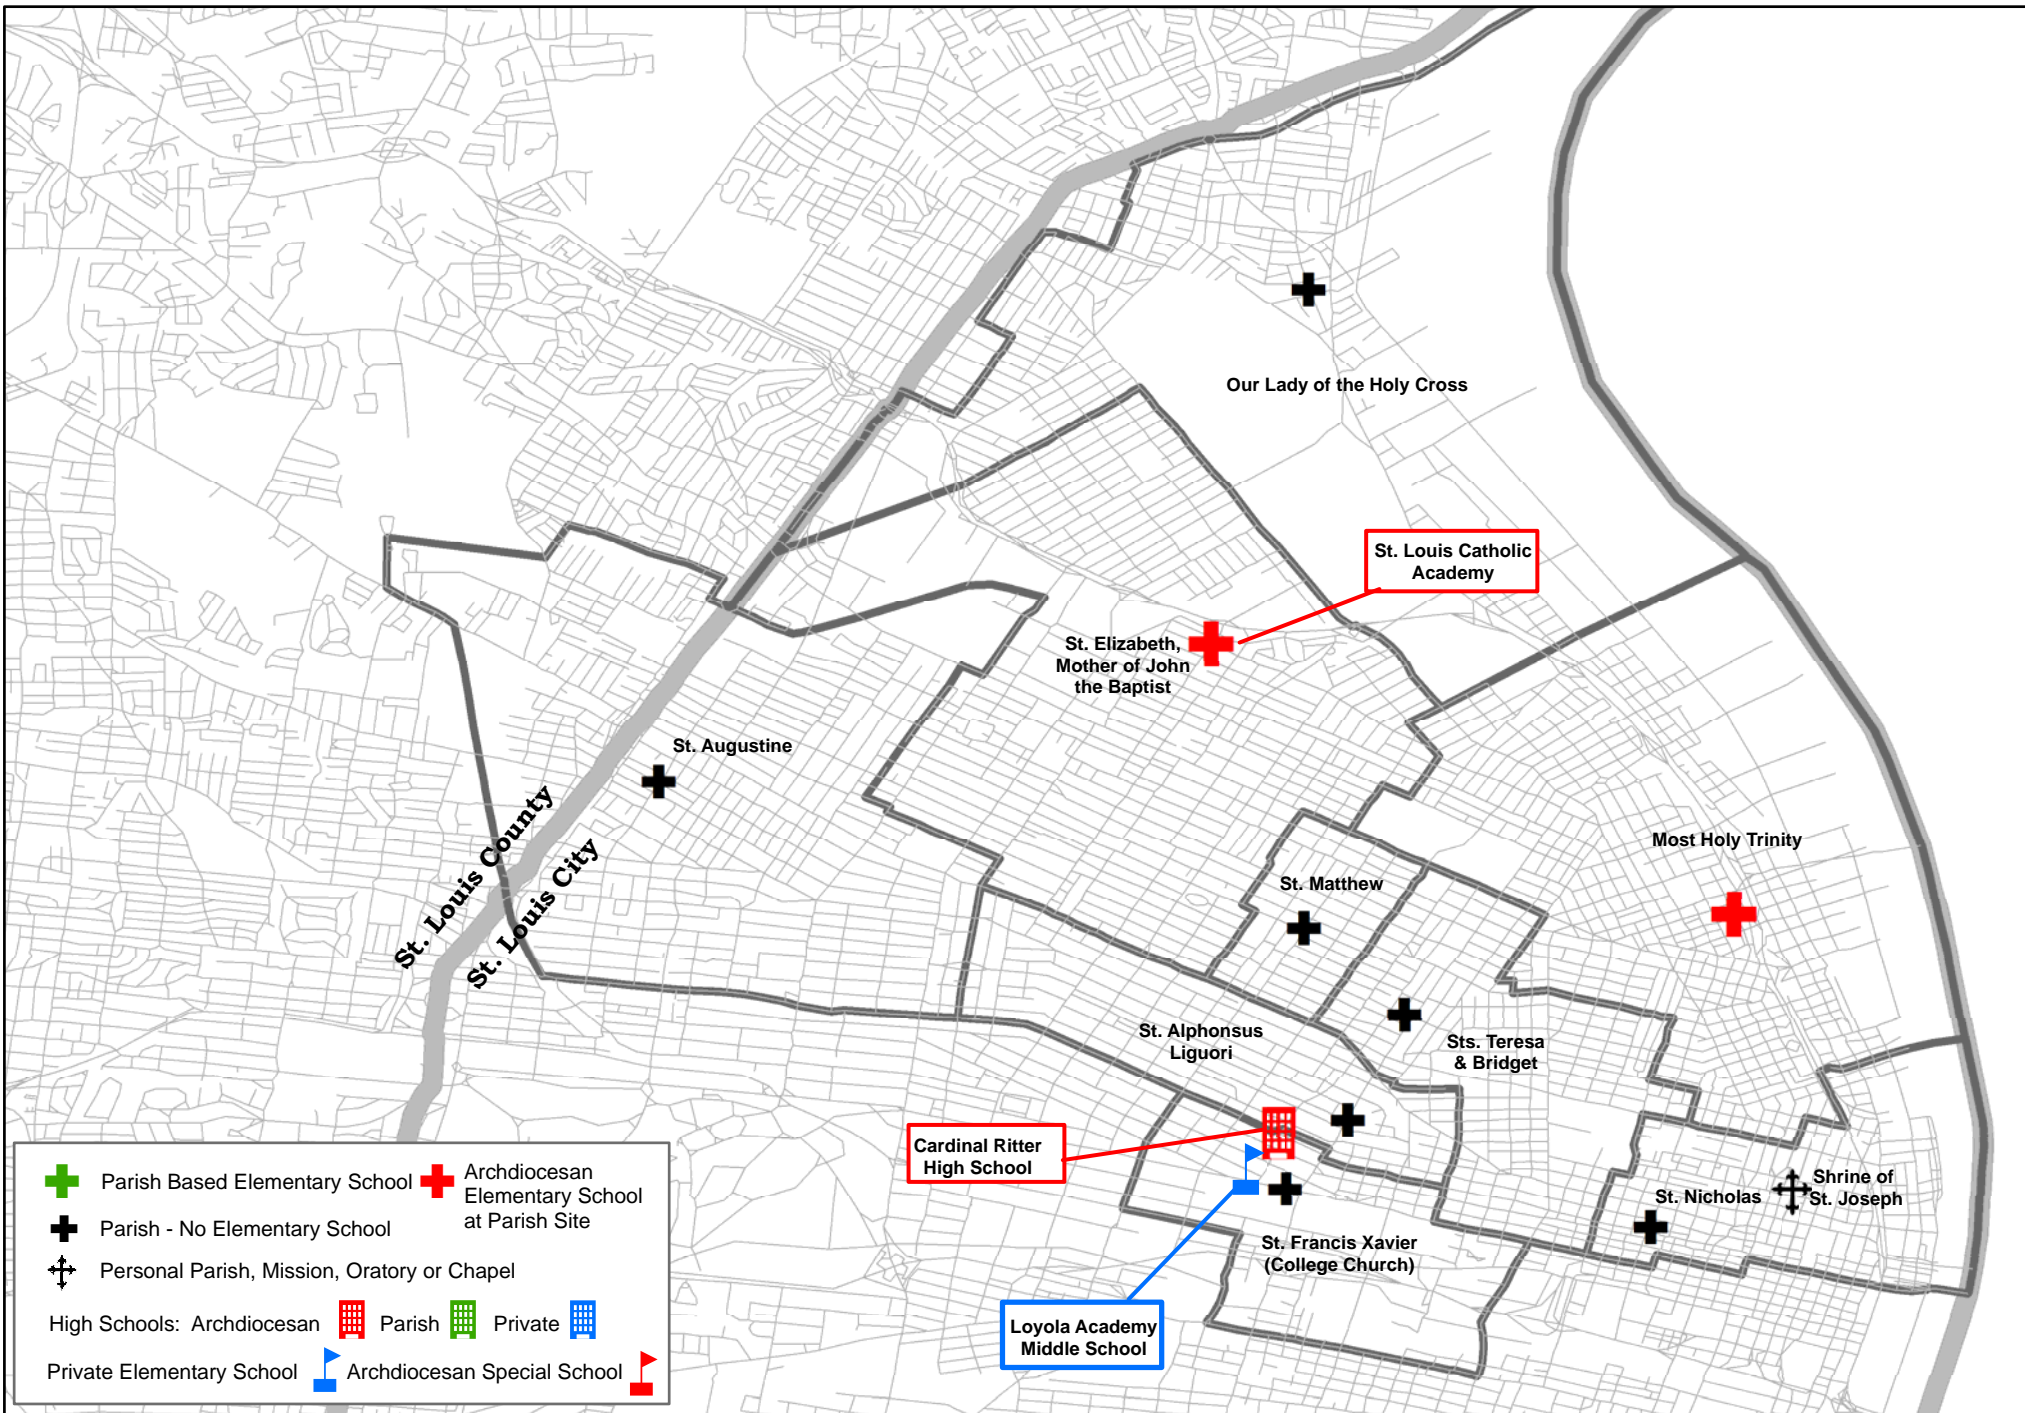 Our Lady of the Holy Cross
St. Louis Catholic
Academy
St. Elizabeth,
Mother of John
the Baptist
St. Augustine
St. Louis County
St. Louis City
Most Holy Trinity
St. Matthew
St. Alphonsus
Liguori
Sts. Teresa
& Bridget
Cardinal Ritter
High School
Shrine of
St. Joseph
St. Nicholas
St. Francis Xavier
(College Church)
Loyola Academy
Middle School
Parish Based Elementary School
Archdiocesan
Elementary School
at Parish Site
Parish - No Elementary School
Personal Parish, Mission, Oratory or Chapel
High Schools: Archdiocesan Parish Private
Private Elementary School Archdiocesan Special School